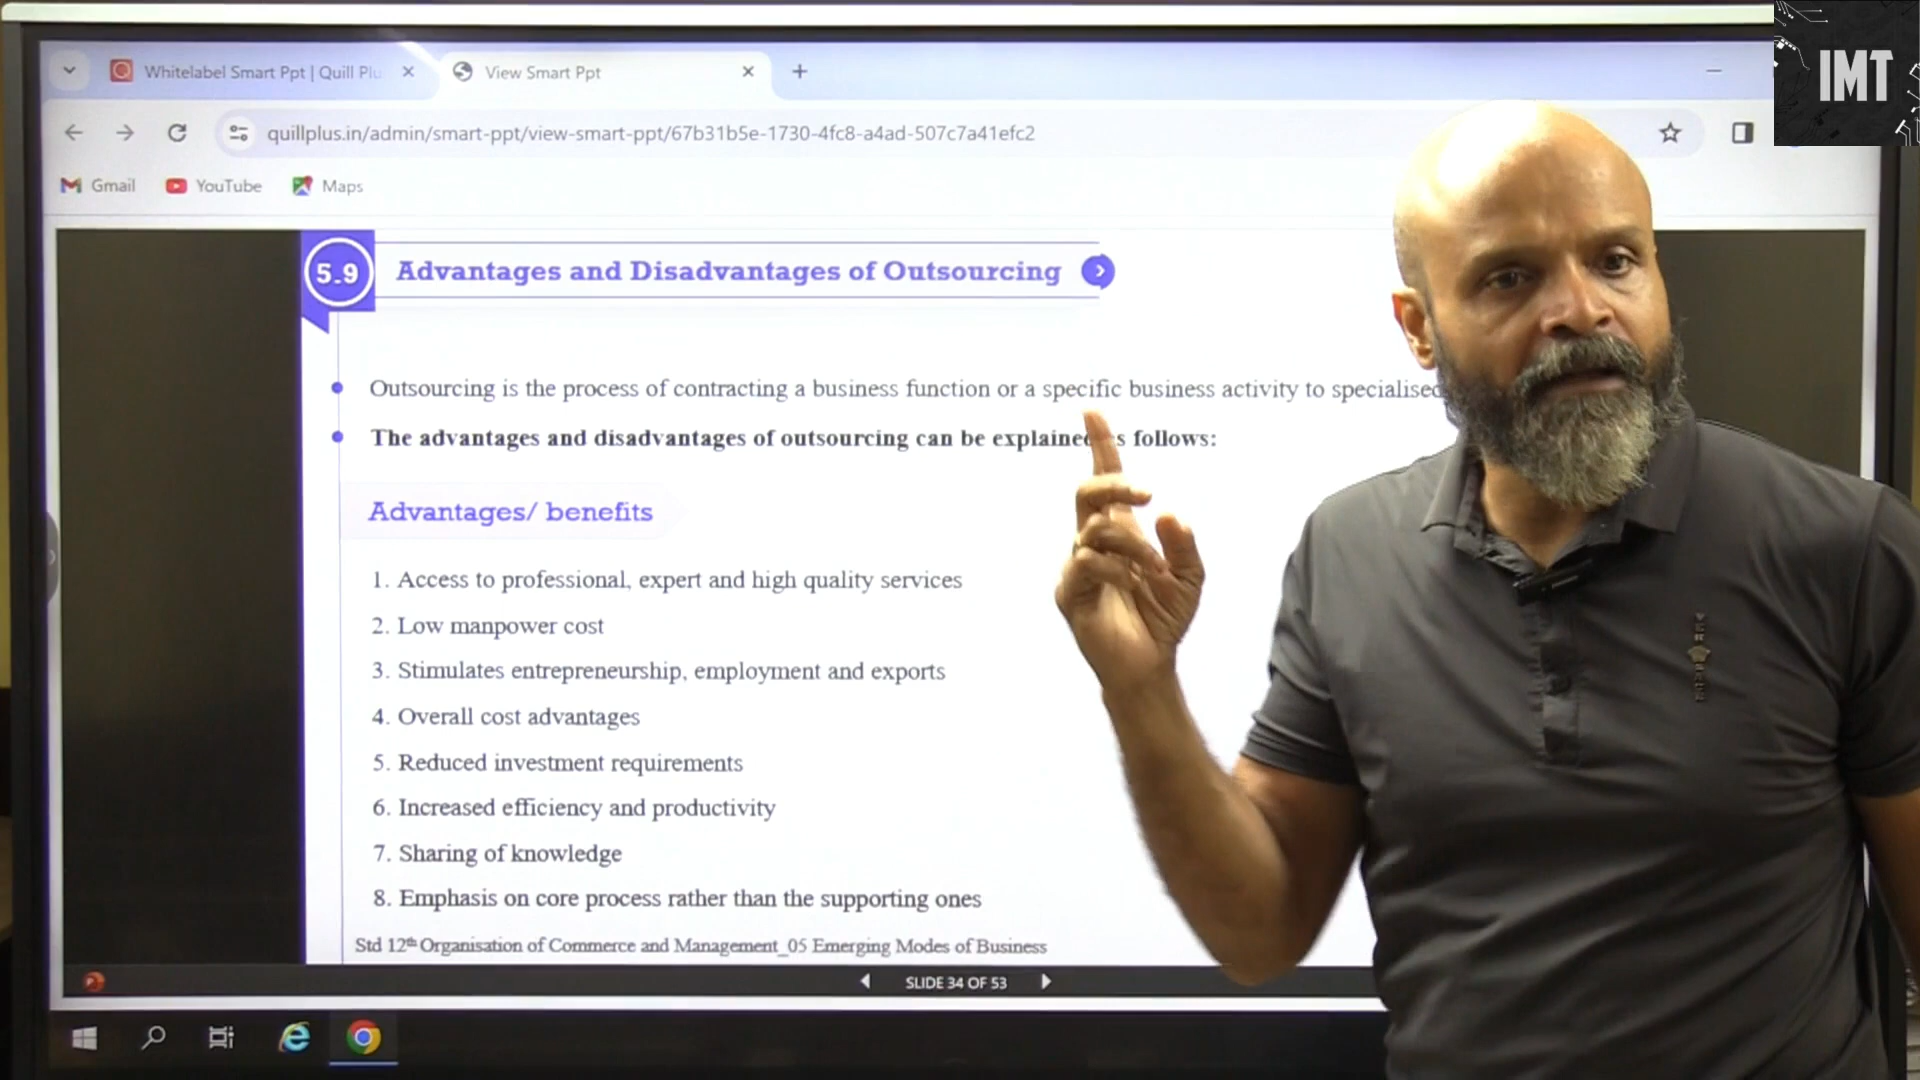 IMT
Whitelabel Smart Ppt | Quill Plu
View Smart Ppt
quillplus.in/admin/smart-ppt/view-smart-ppt/67b31b5e-1730-4fc8-a4ad-507c7a41efc2
Gmail YouTube Maps
5.9 Advantages and Disadvantages of Outsourcing
Outsourcing is the process of contracting a business function or a specific business activity to specialised
The advantages and disadvantages of outsourcing can be explained as follows:
Advantages/ benefits
1. Access to professional, expert and high quality services
2. Low manpower cost
3. Stimulates entrepreneurship, employment and exports
4. Overall cost advantages
5. Reduced investment requirements
6. Increased efficiency and productivity
7. Sharing of knowledge
8. Emphasis on core process rather than the supporting ones
Std 12th Organisation of Commerce and Management_05 Emerging Modes of Business
SLIDE 34 OF 53